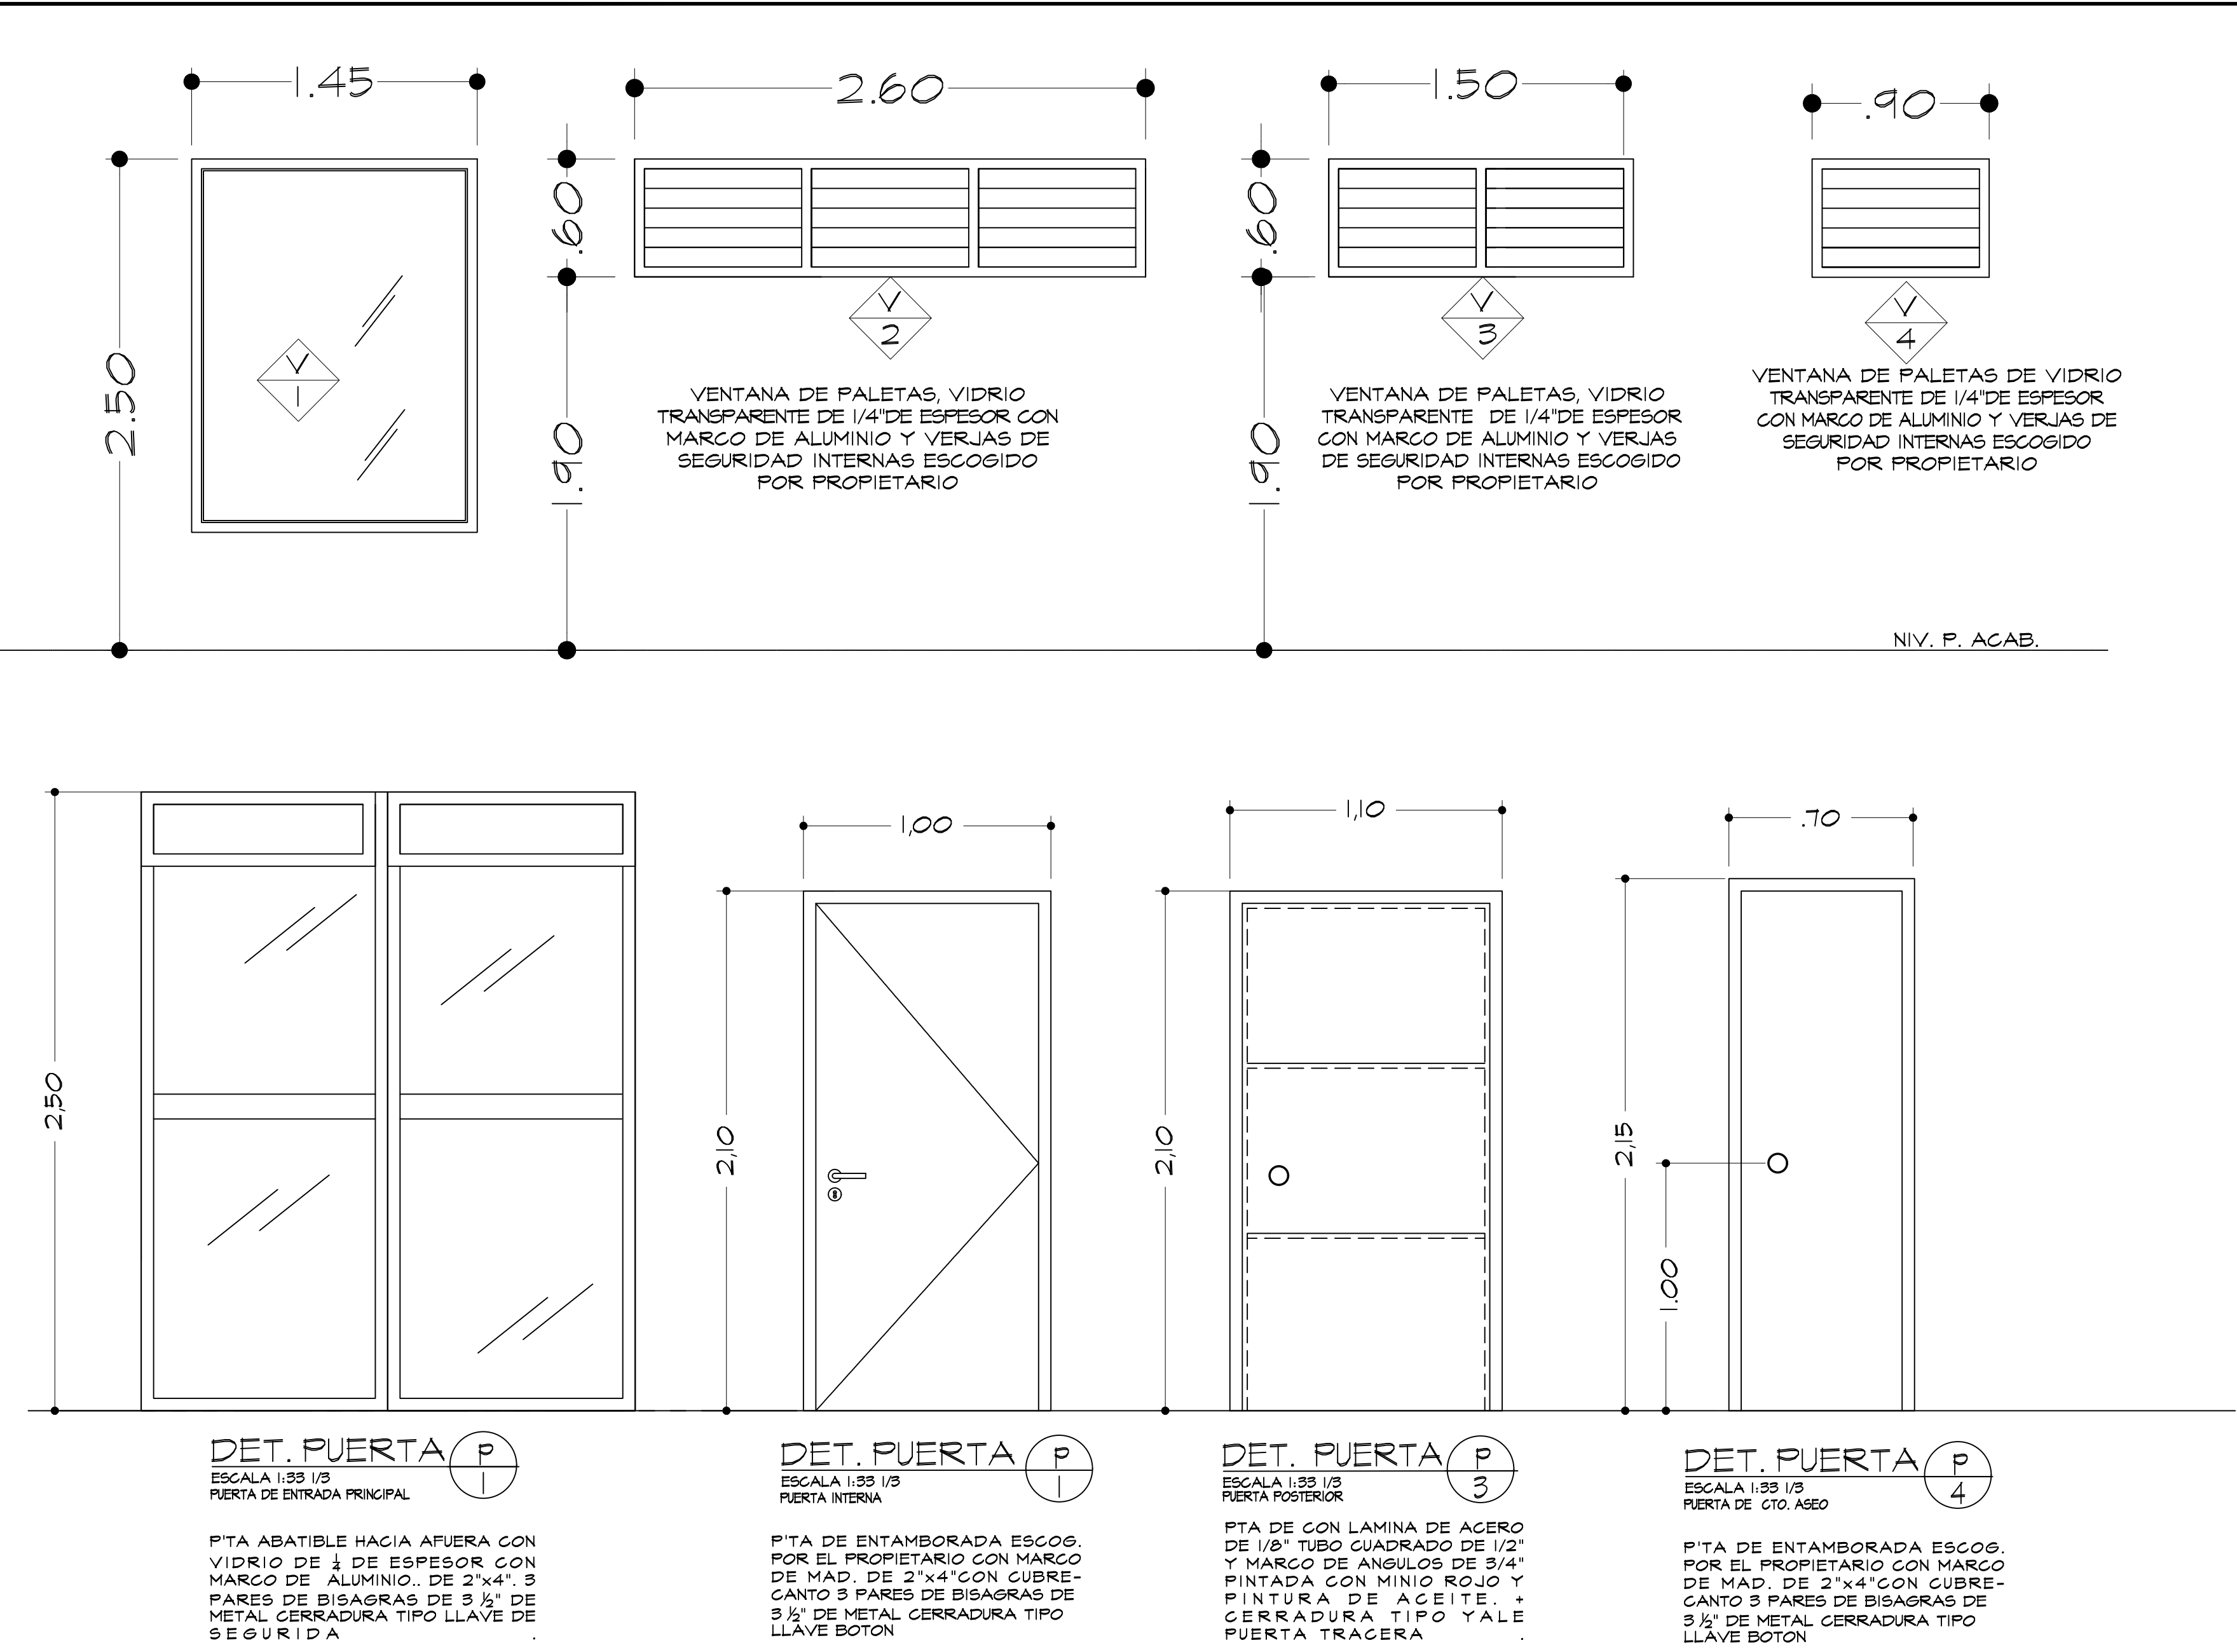 1.45
2.60
1.50
.90
2.50
.60
1.90
.60
1.90
V
1
V
2
VENTANA DE PALETAS, VIDRIO
TRANSPARENTE DE 1/4"DE ESPESOR CON
MARCO DE ALUMINIO Y VERJAS DE
SEGURIDAD INTERNAS ESCOGIDO
POR PROPIETARIO
V
3
VENTANA DE PALETAS, VIDRIO
TRANSPARENTE DE 1/4"DE ESPESOR
CON MARCO DE ALUMINIO Y VERJAS
DE SEGURIDAD INTERNAS ESCOGIDO
POR PROPIETARIO
V
4
VENTANA DE PALETAS DE VIDRIO
TRANSPARENTE DE 1/4"DE ESPESOR
CON MARCO DE ALUMINIO Y VERJAS DE
SEGURIDAD INTERNAS ESCOGIDO
POR PROPIETARIO
NIV. P. ACAB.
2,50
1,00
2,10
1,10
2,10
.70
2,15
1.00
DET. PUERTA
P
1
ESCALA 1:33 1/3
PUERTA DE ENTRADA PRINCIPAL
P'TA ABATIBLE HACIA AFUERA CON
VIDRIO DE 1/4 DE ESPESOR CON
MARCO DE ALUMINIO.. DE 2"x4". 3
PARES DE BISAGRAS DE 3 ½" DE
METAL CERRADURA TIPO LLAVE DE
SEGURIDA .
DET. PUERTA
P
1
ESCALA 1:33 1/3
PUERTA INTERNA
P'TA DE ENTAMBORADA ESCOG.
POR EL PROPIETARIO CON MARCO
DE MAD. DE 2"x4"CON CUBRE-
CANTO 3 PARES DE BISAGRAS DE
3 ½" DE METAL CERRADURA TIPO
LLAVE BOTON
DET. PUERTA
P
3
ESCALA 1:33 1/3
PUERTA POSTERIOR
PTA DE CON LAMINA DE ACERO
DE 1/8" TUBO CUADRADO DE 1/2"
Y MARCO DE ANGULOS DE 3/4"
PINTADA CON MINIO ROJO Y
PINTURA DE ACEITE. +
CERRADURA TIPO YALE
PUERTA TRACERA .
DET. PUERTA
P
4
ESCALA 1:33 1/3
PUERTA DE CTO. ASEO
P'TA DE ENTAMBORADA ESCOG.
POR EL PROPIETARIO CON MARCO
DE MAD. DE 2"x4"CON CUBRE-
CANTO 3 PARES DE BISAGRAS DE
3 ½" DE METAL CERRADURA TIPO
LLAVE BOTON